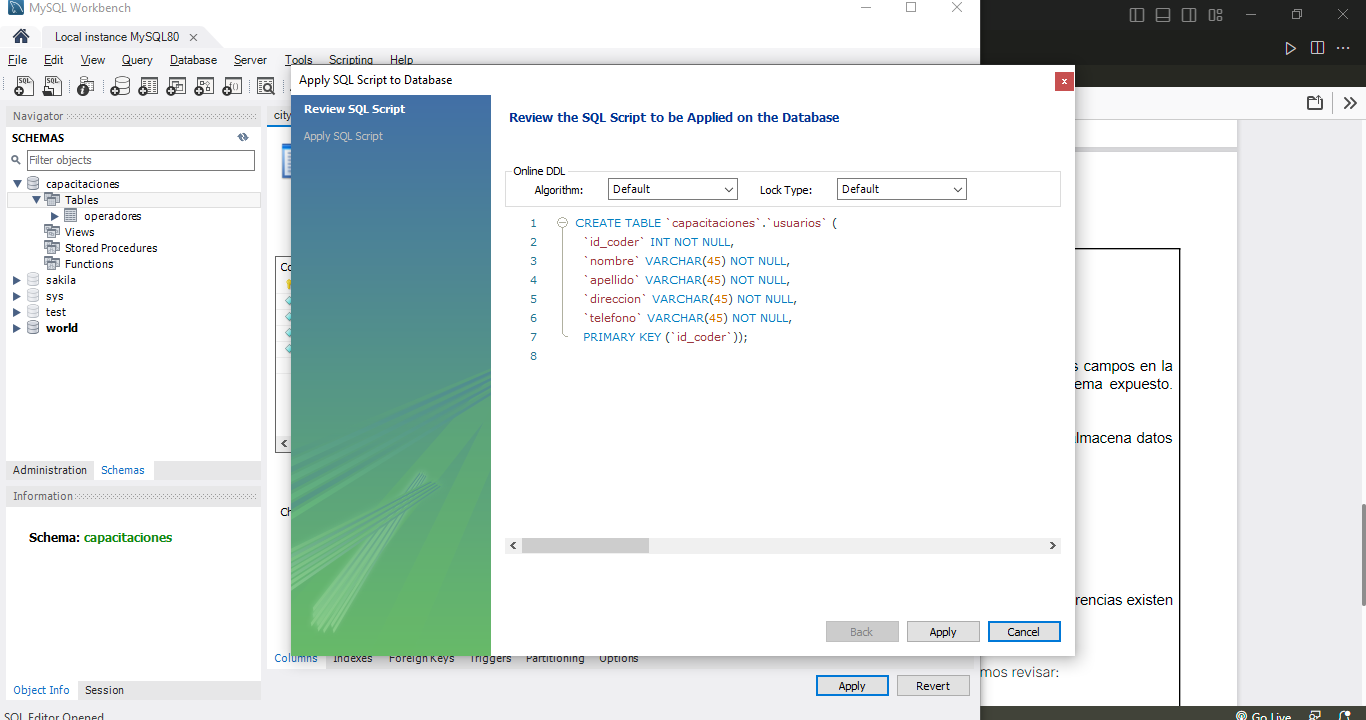 MySQL Workbench
Local instance MySQL80
File Edit View Query Database Server Tools Scripting Help
Navigator
SCHEMAS
Filter objects
capacitaciones
Tables
operadores
Views
Stored Procedures
Functions
sakila
sys
test
world
Administration Schemas
Information
Schema: capacitaciones
Object Info Session
SQL Editor Opened.
city
Co
Ch
Apply SQL Script to Database
Review SQL Script
Apply SQL Script
Review the SQL Script to be Applied on the Database
Online DDL
Algorithm: Default Lock Type: Default
1 CREATE TABLE `capacitaciones`.`usuarios` (
2 `id_coder` INT NOT NULL,
3 `nombre` VARCHAR(45) NOT NULL,
4 `apellido` VARCHAR(45) NOT NULL,
5 `direccion` VARCHAR(45) NOT NULL,
6 `telefono` VARCHAR(45) NOT NULL,
7 PRIMARY KEY (`id_coder`));
8
Back Apply Cancel
Columns Indexes Foreign Keys Triggers Partitioning Options
Apply Revert
s campos en la
ema expuesto.
lmacena datos
rencias existen
mos revisar:
Go Live